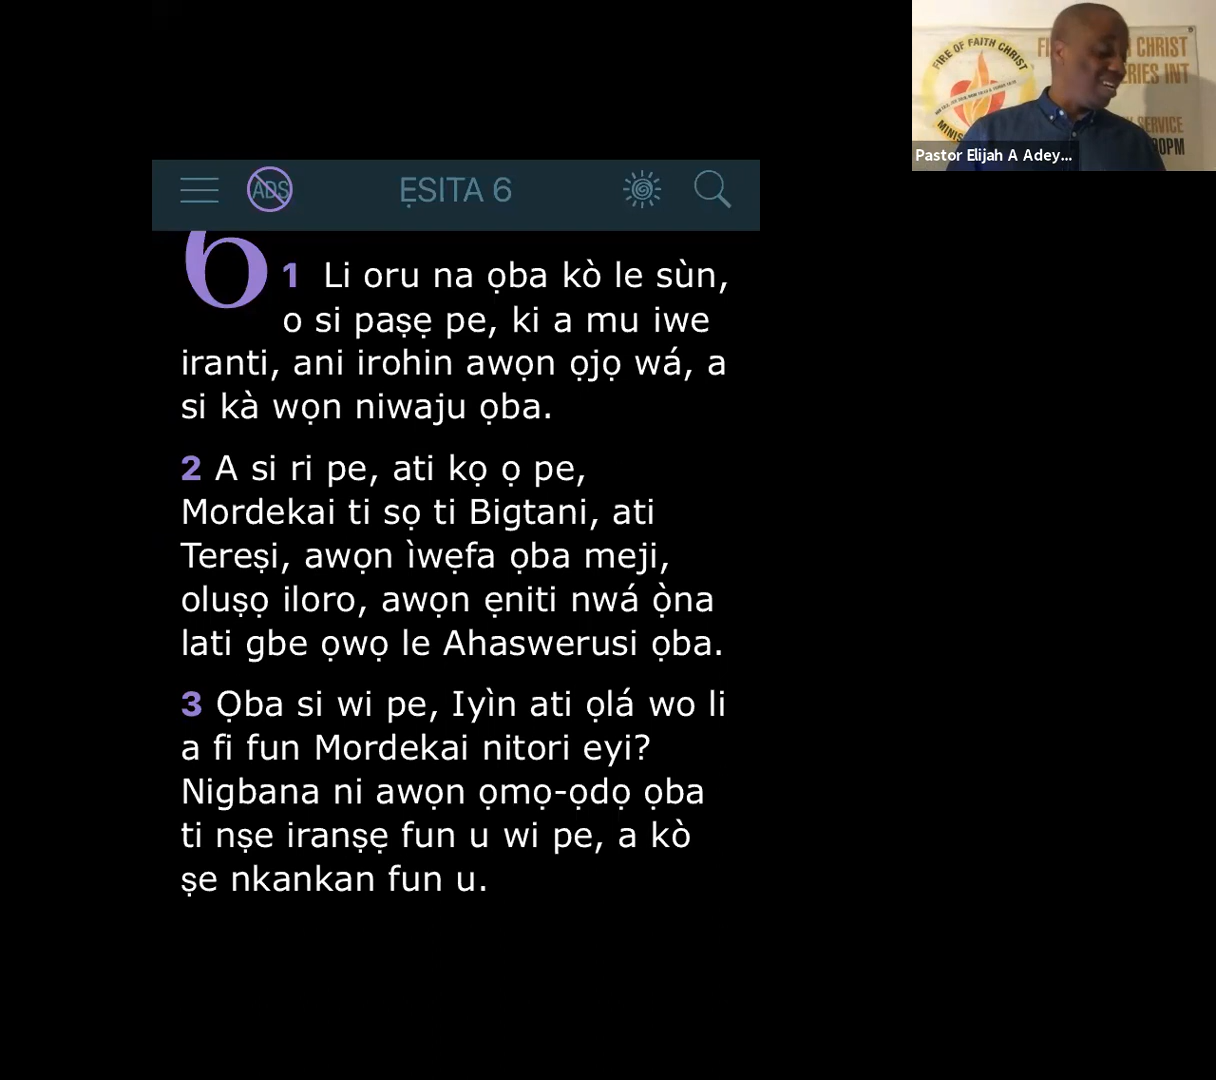 ADS
ẸSITA 6
6
1 Li oru na ọba kò le sùn,
o si paṣẹ pe, ki a mu iwe
iranti, ani irohin awọn ọjọ wá, a
si kà wọn niwaju ọba.
2 A si ri pe, ati kọ ọ pe,
Mordekai ti sọ ti Bigtani, ati
Tereṣi, awọn ìwẹfa ọba meji,
oluṣọ iloro, awọn ẹniti nwá ọ̀na
lati gbe ọwọ le Ahaswerusi ọba.
3 Ọba si wi pe, Iyìn ati ọlá wo li
a fi fun Mordekai nitori eyi?
Nigbana ni awọn ọmọ-ọdọ ọba
ti nṣe iranṣẹ fun u wi pe, a kò
ṣe nkankan fun u.
FIRE OF FAITH CHRIST
CHRIST
INT
SERVICE
Pastor Elijah A Adey...